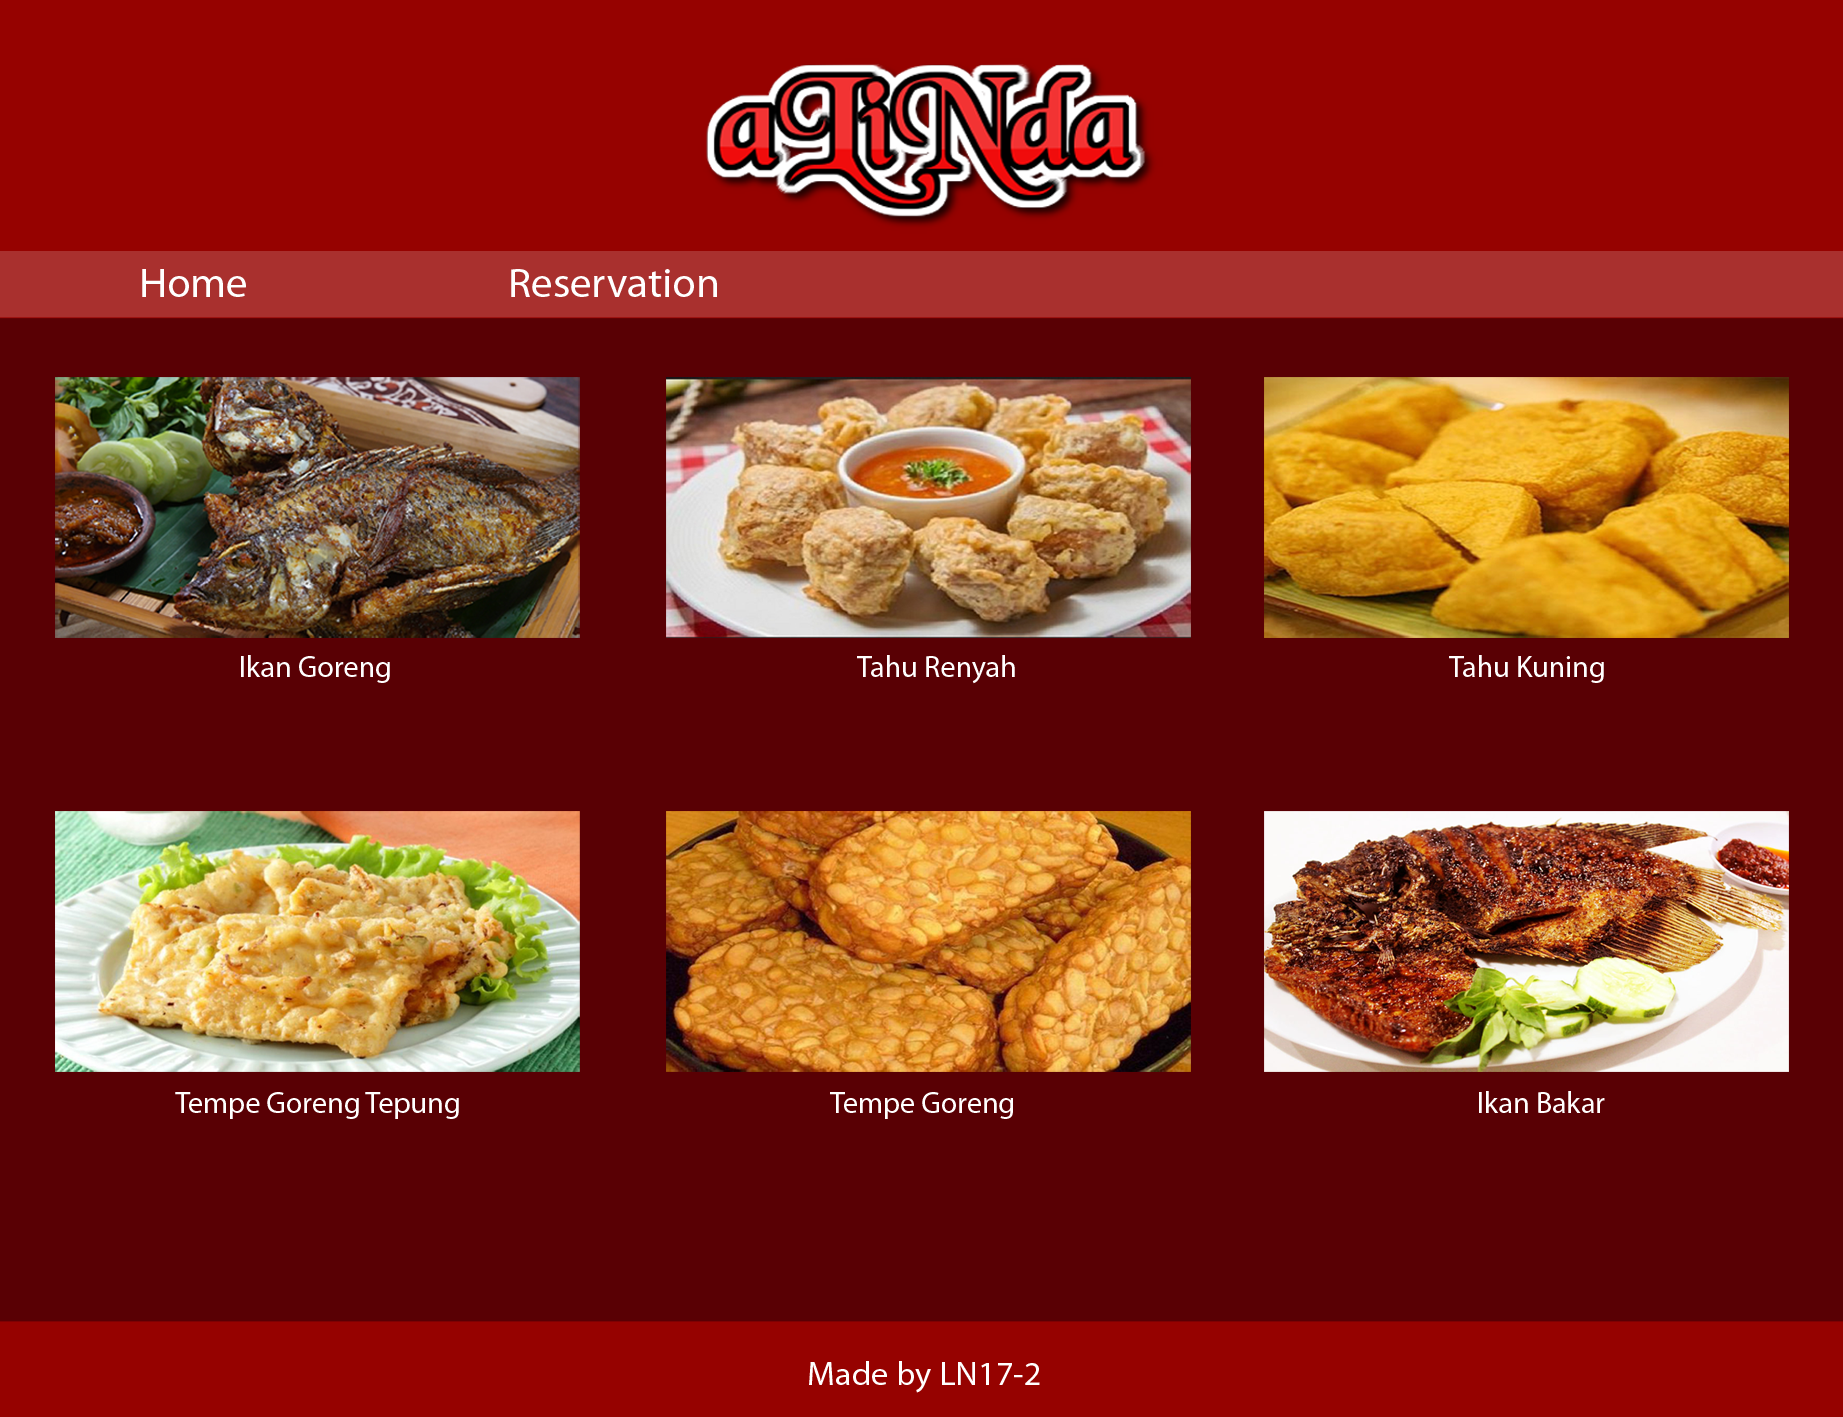 aLiNda
Home
Reservation
Ikan Goreng
Tahu Renyah
Tahu Kuning
Tempe Goreng Tepung
Tempe Goreng
Ikan Bakar
Made by LN17-2